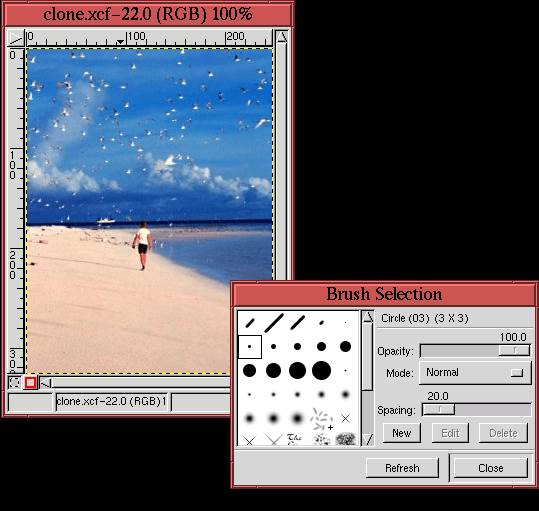 clone.xcf-22.0 (RGB) 100%
0 100 200
0
100
200
300
clone.xcf-22.0 (RGB)1
Brush Selection
Circle (03) (3 X 3)
100.0
Opacity:
Mode: Normal
20.0
Spacing:
New Edit Delete
Refresh Close